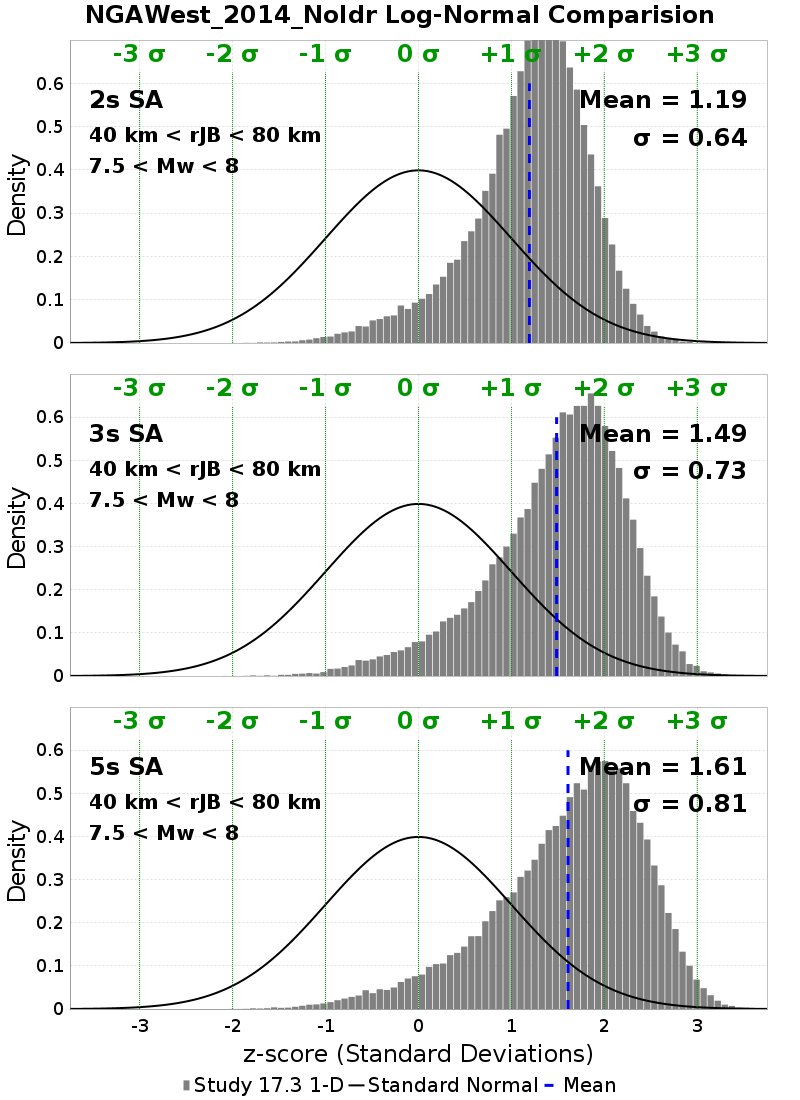 NGAWest_2014_NoIdr Log-Normal Comparision
-3 σ -2 σ -1 σ 0 σ +1 σ +2 σ +3 σ
0.6
2s SA
Mean = 1.19
0.5
40 km < rJB < 80 km
σ = 0.64
0.4
7.5 < Mw < 8
0.3
0.2
0.1
0
Density
-3 σ -2 σ -1 σ 0 σ +1 σ +2 σ +3 σ
0.6
3s SA
Mean = 1.49
0.5
40 km < rJB < 80 km
σ = 0.73
0.4
7.5 < Mw < 8
0.3
0.2
0.1
0
Density
-3 σ -2 σ -1 σ 0 σ +1 σ +2 σ +3 σ
0.6
5s SA
Mean = 1.61
0.5
40 km < rJB < 80 km
σ = 0.81
0.4
7.5 < Mw < 8
0.3
0.2
0.1
0
Density
-3 -2 -1 0 1 2 3
z-score (Standard Deviations)
Study 17.3 1-D Standard Normal Mean